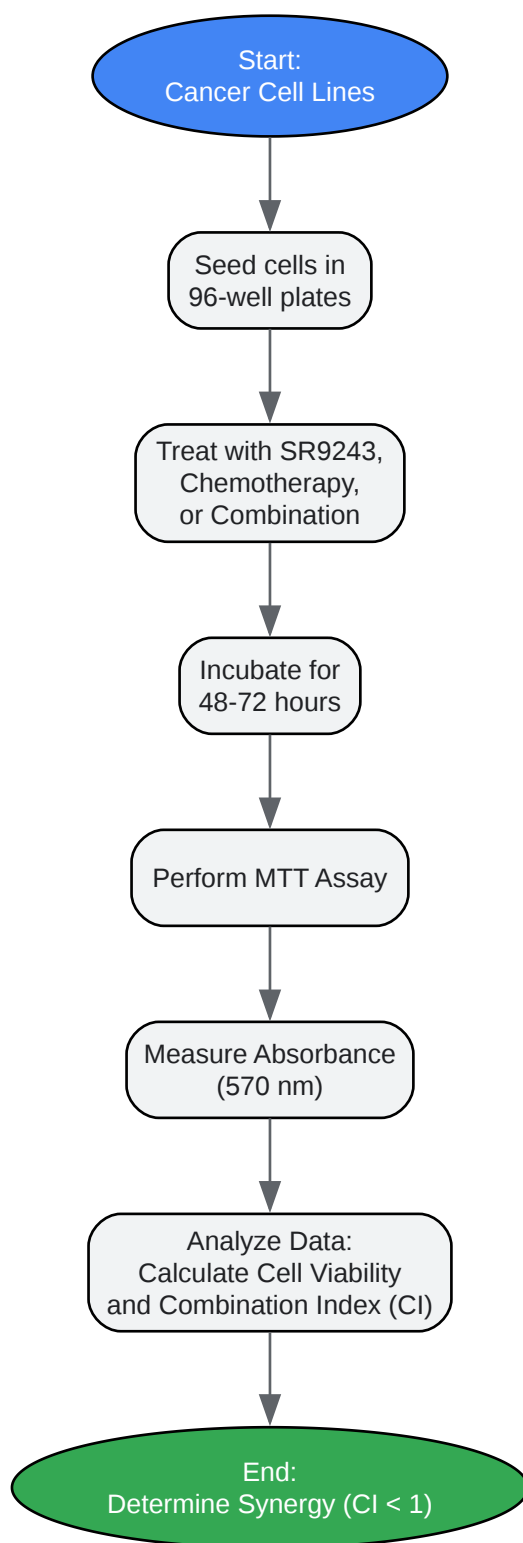 Start:
Cancer Cell Lines
Seed cells in
96-well plates
Treat with SR9243,
Chemotherapy,
or Combination
Incubate for
48-72 hours
Perform MTT Assay
Measure Absorbance
(570 nm)
Analyze Data:
Calculate Cell Viability
and Combination Index (CI)
End:
Determine Synergy (CI < 1)